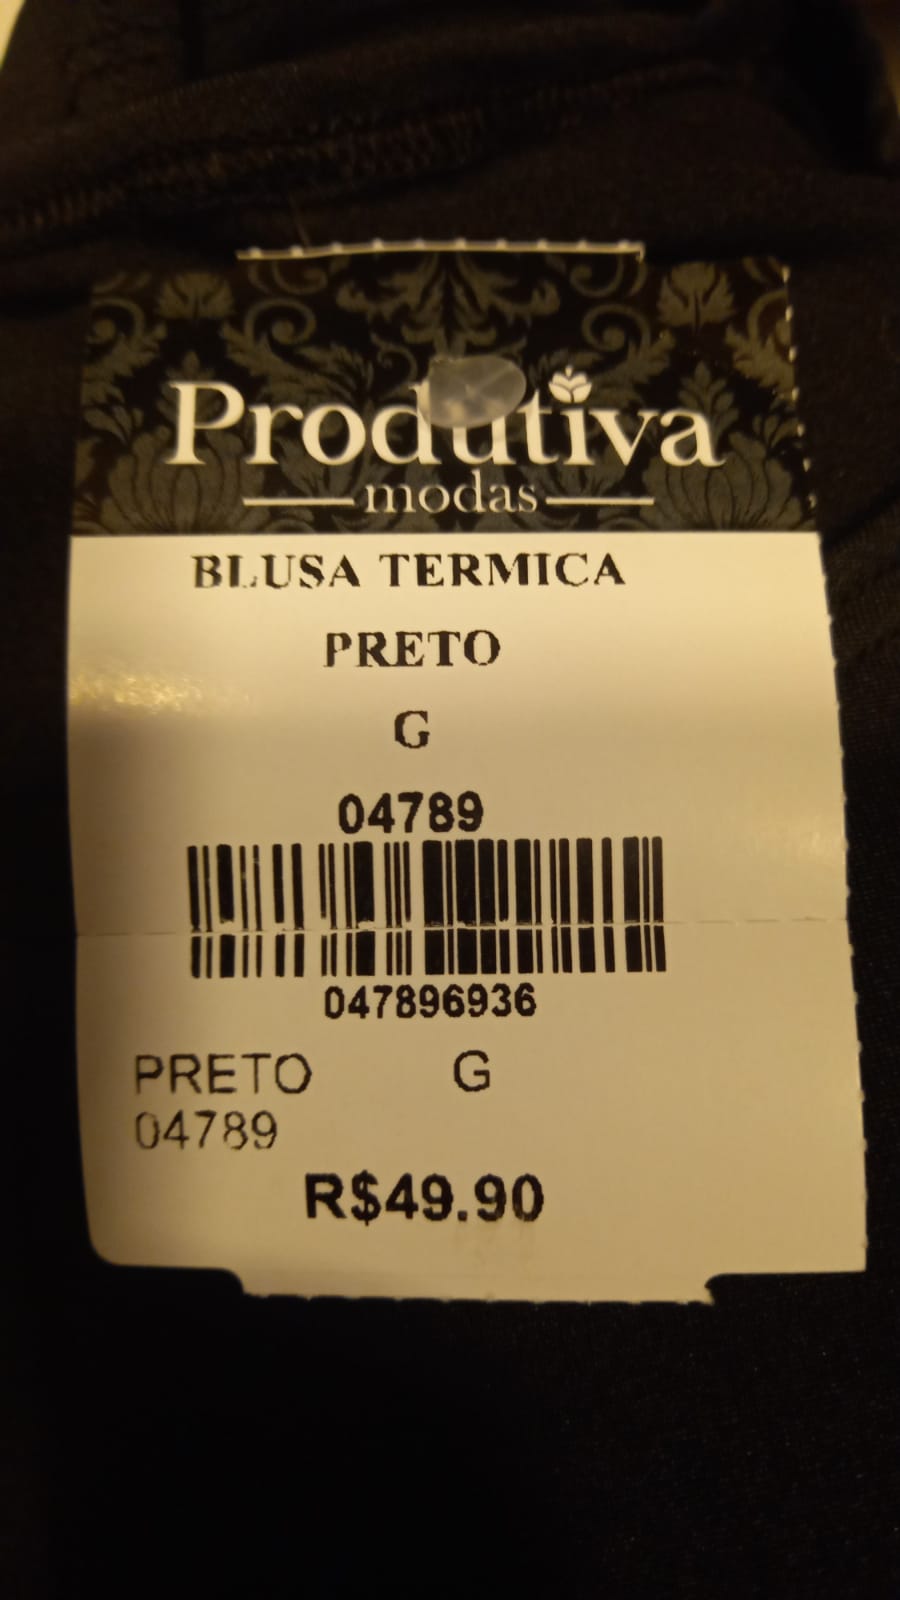 Produtiva
modas
BLUSA TERMICA
PRETO
G
04789
047896936
PRETO G
04789
R$49.90